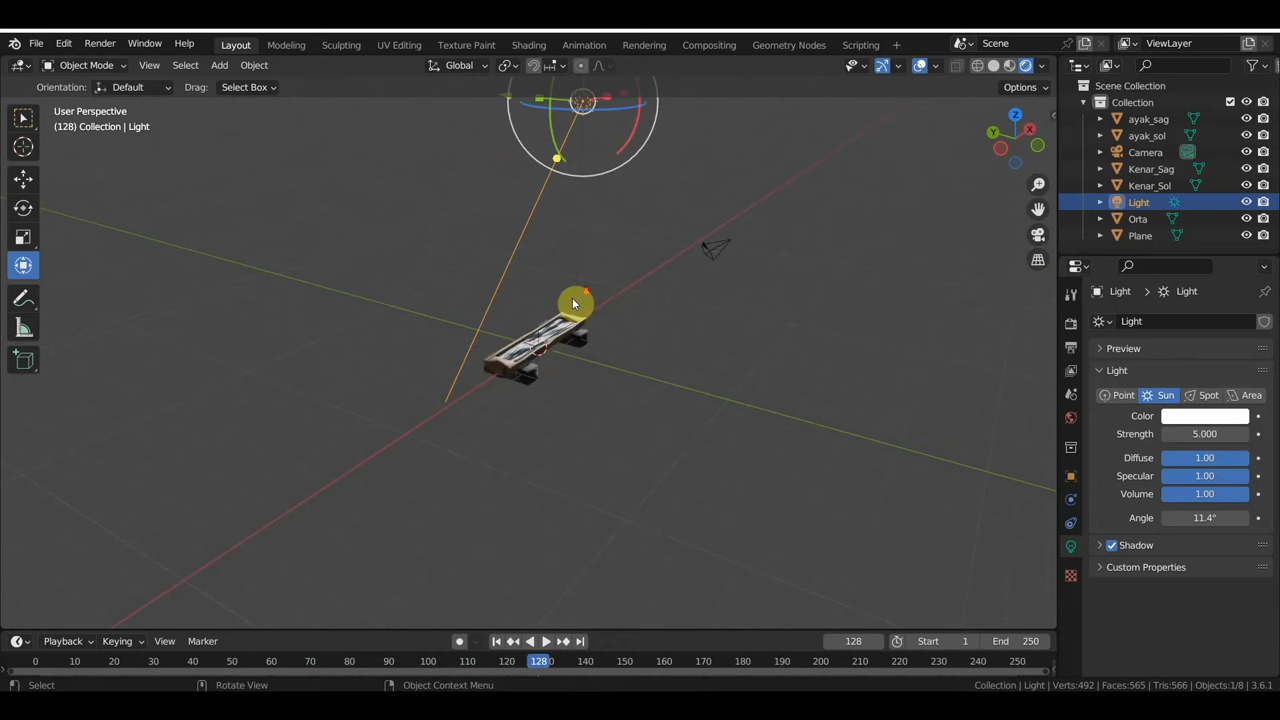 File Edit Render Window Help Layout Modeling Sculpting UV Editing Texture Paint Shading Animation Rendering Compositing Geometry Nodes Scripting + Scene ViewLayer
Object Mode View Select Add Object Global
Orientation: Default Drag: Select Box Options
User Perspective
(128) Collection | Light
X
Y
Z
Scene Collection
Collection
ayak_sag
ayak_sol
Camera
Kenar_Sag
Kenar_Sol
Light
Orta
Plane
Light > Light
Light
Preview
Light
Point Sun Spot Area
Color
Strength 5.000
Diffuse 1.00
Specular 1.00
Volume 1.00
Angle 11.4°
Shadow
Custom Properties
Playback Keying View Marker 128 Start 1 End 250
0 10 20 30 40 50 60 70 80 90 100 110 120 128 130 140 150 160 170 180 190 200 210 220 230 240 250
Select Rotate View Object Context Menu Collection | Light | Verts:492 | Faces:565 | Tris:566 | Objects:1/8 | 3.6.1